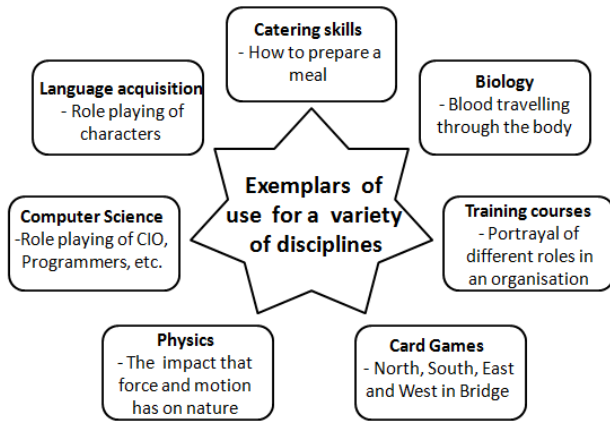 Catering skills
- How to prepare a
meal
Language acquisition
- Role playing of
characters
Biology
- Blood travelling
through the body
Exemplars of
use for a variety
of disciplines
Computer Science
-Role playing of CIO,
Programmers, etc.
Training courses
- Portrayal of
different roles in
an organisation
Physics
- The impact that
force and motion
has on nature
Card Games
- North, South, East
and West in Bridge